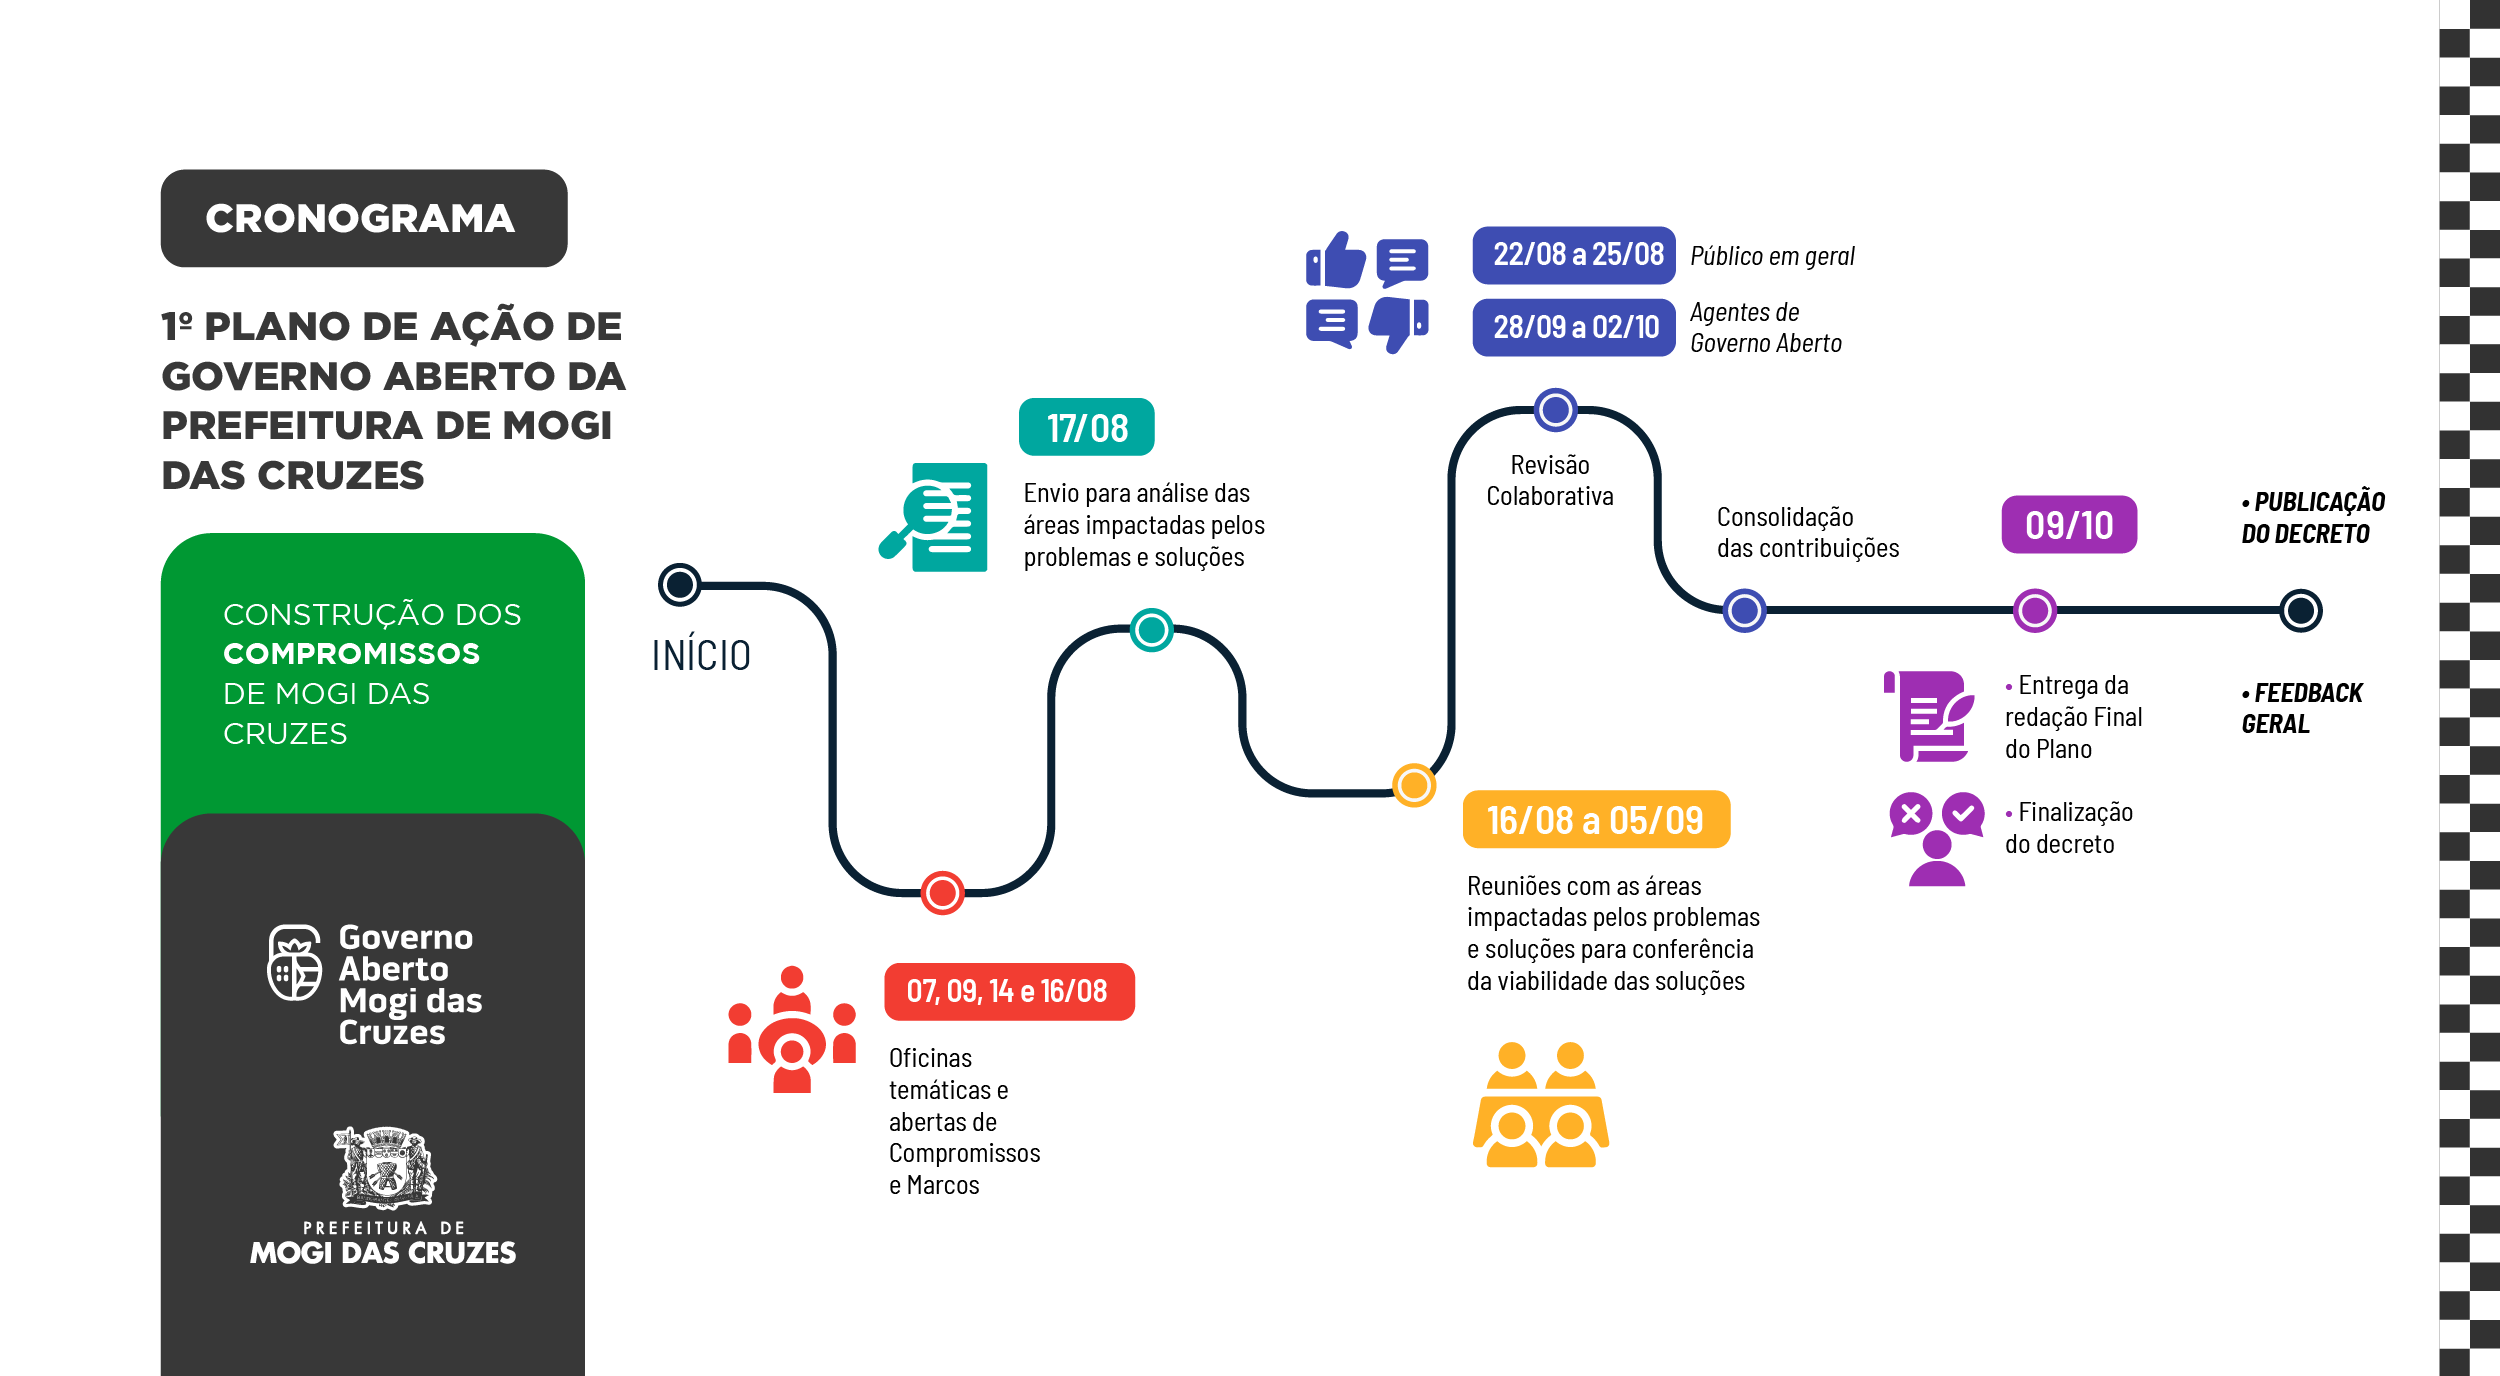 CRONOGRAMA
1º PLANO DE AÇÃO DE
GOVERNO ABERTO DA
PREFEITURA DE MOGI
DAS CRUZES
CONSTRUÇÃO DOS
COMPROMISSOS
DE MOGI DAS
CRUZES
Governo
Aberto
Mogi das
Cruzes
PREFEITURA DE
MOGI DAS CRUZES
INÍCIO
07, 09, 14 e 16/08
Oficinas
temáticas e
abertas de
Compromissos
e Marcos
17/08
Envio para análise das
áreas impactadas pelos
problemas e soluções
16/08 a 05/09
Reuniões com as áreas
impactadas pelos problemas
e soluções para conferência
da viabilidade das soluções
22/08 a 25/08 Público em geral
28/09 a 02/10 Agentes de
Governo Aberto
Revisão
Colaborativa
Consolidação
das contribuições
09/10
• Entrega da
redação Final
do Plano
• Finalização
do decreto
• PUBLICAÇÃO
DO DECRETO
• FEEDBACK
GERAL